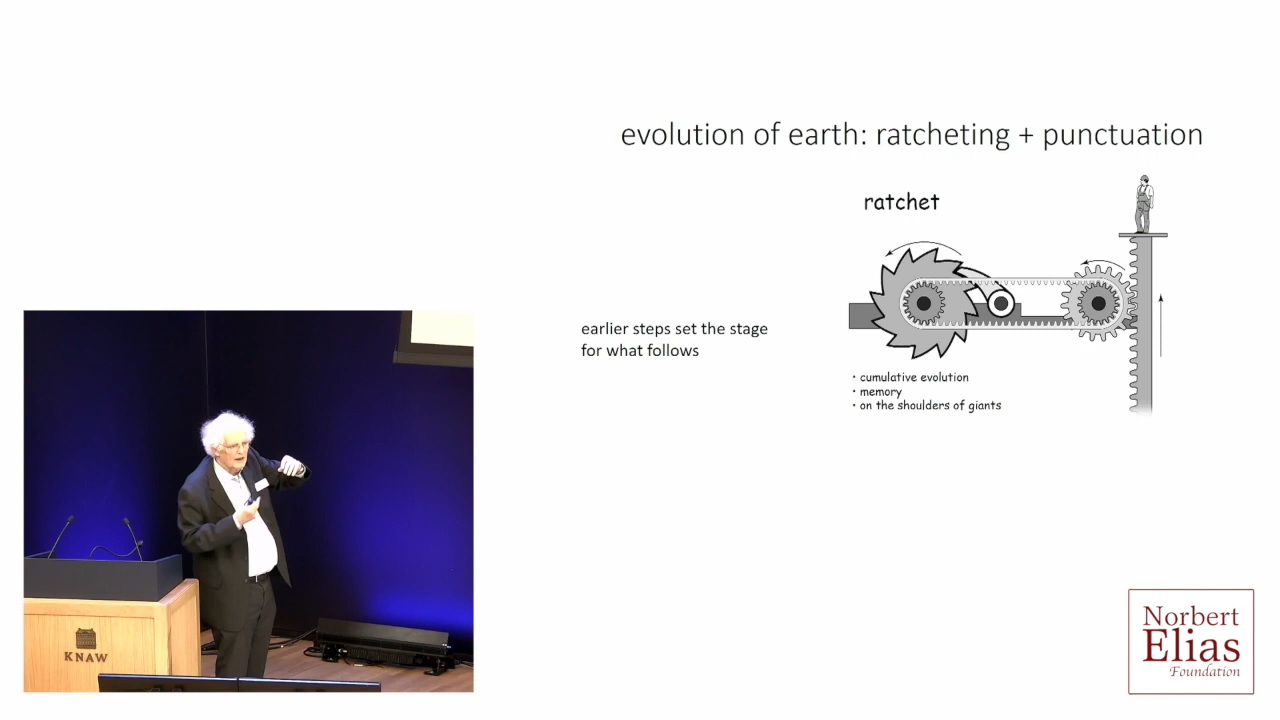 evolution of earth: ratcheting + punctuation
ratchet
earlier steps set the stage
for what follows
• cumulative evolution
• memory
• on the shoulders of giants
KNAW
Norbert
Elias
Foundation